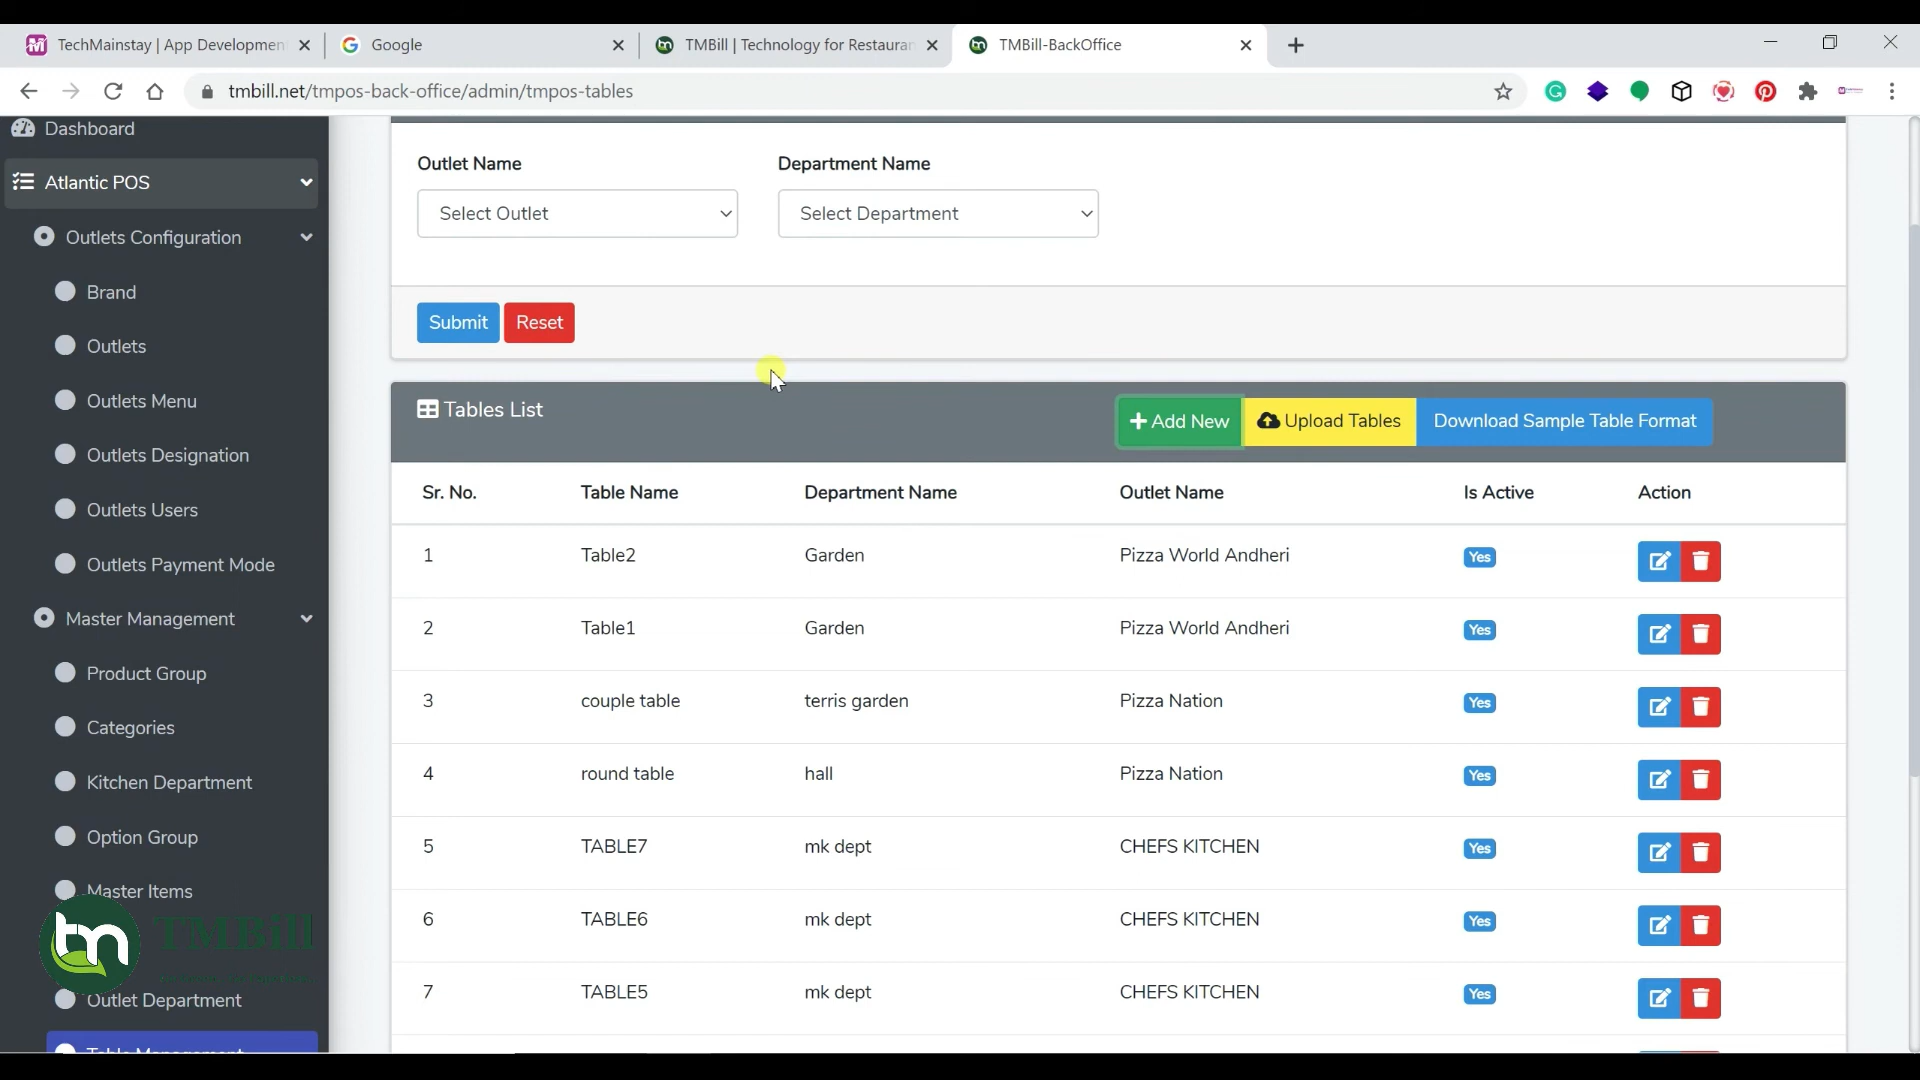 TechMainstay | App Developmen
Google
TMBill | Technology for Restauran
TMBill-BackOffice
tmbill.net/tmpos-back-office/admin/tmpos-tables
Dashboard
Atlantic POS
Outlets Configuration
Brand
Outlets
Outlets Menu
Outlets Designation
Outlets Users
Outlets Payment Mode
Master Management
Product Group
Categories
Kitchen Department
Option Group
Master Items
TMBill
Outlet Department
Table Management
Outlet Name Department Name
Select Outlet Select Department
Submit Reset
Tables List Add New Upload Tables Download Sample Table Format
Sr. No. Table Name Department Name Outlet Name Is Active Action
1 Table2 Garden Pizza World Andheri Yes
2 Table1 Garden Pizza World Andheri Yes
3 couple table terris garden Pizza Nation Yes
4 round table hall Pizza Nation Yes
5 TABLE7 mk dept CHEFS KITCHEN Yes
6 TABLE6 mk dept CHEFS KITCHEN Yes
7 TABLE5 mk dept CHEFS KITCHEN Yes